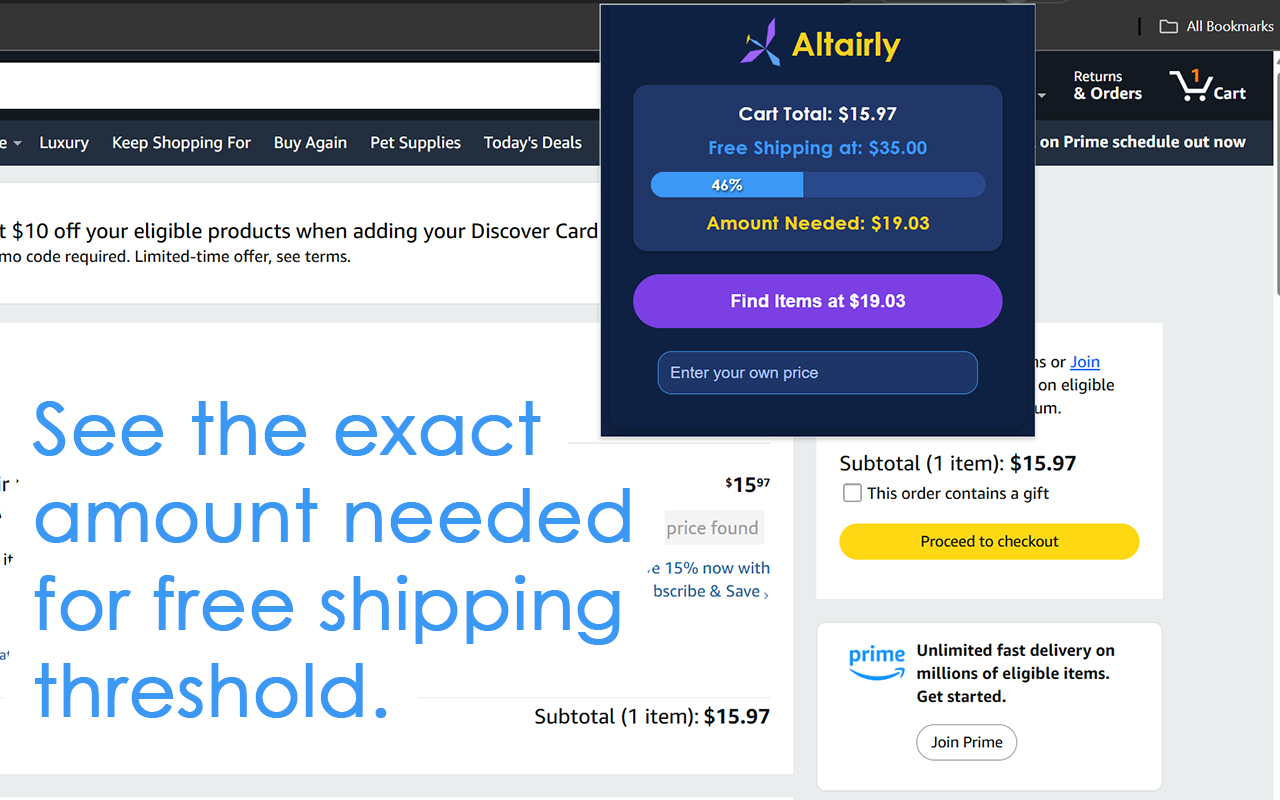 All Bookmarks
Altairly
Returns
& Orders
1
Cart
Luxury
Keep Shopping For
Buy Again
Pet Supplies
Today's Deals
on Prime schedule out now
Cart Total: $15.97
Free Shipping at: $35.00
46%
Amount Needed: $19.03
Find Items at $19.03
Enter your own price
$10 off your eligible products when adding your Discover Card
code required. Limited-time offer, see terms.
or Join
on eligible
See the exact
amount needed
for free shipping
threshold.
$15 97
price found
15% now with
& Save
Subtotal (1 item): $15.97
Subtotal (1 item): $15.97
This order contains a gift
Proceed to checkout
prime
Unlimited fast delivery on
millions of eligible items.
Get started.
Join Prime